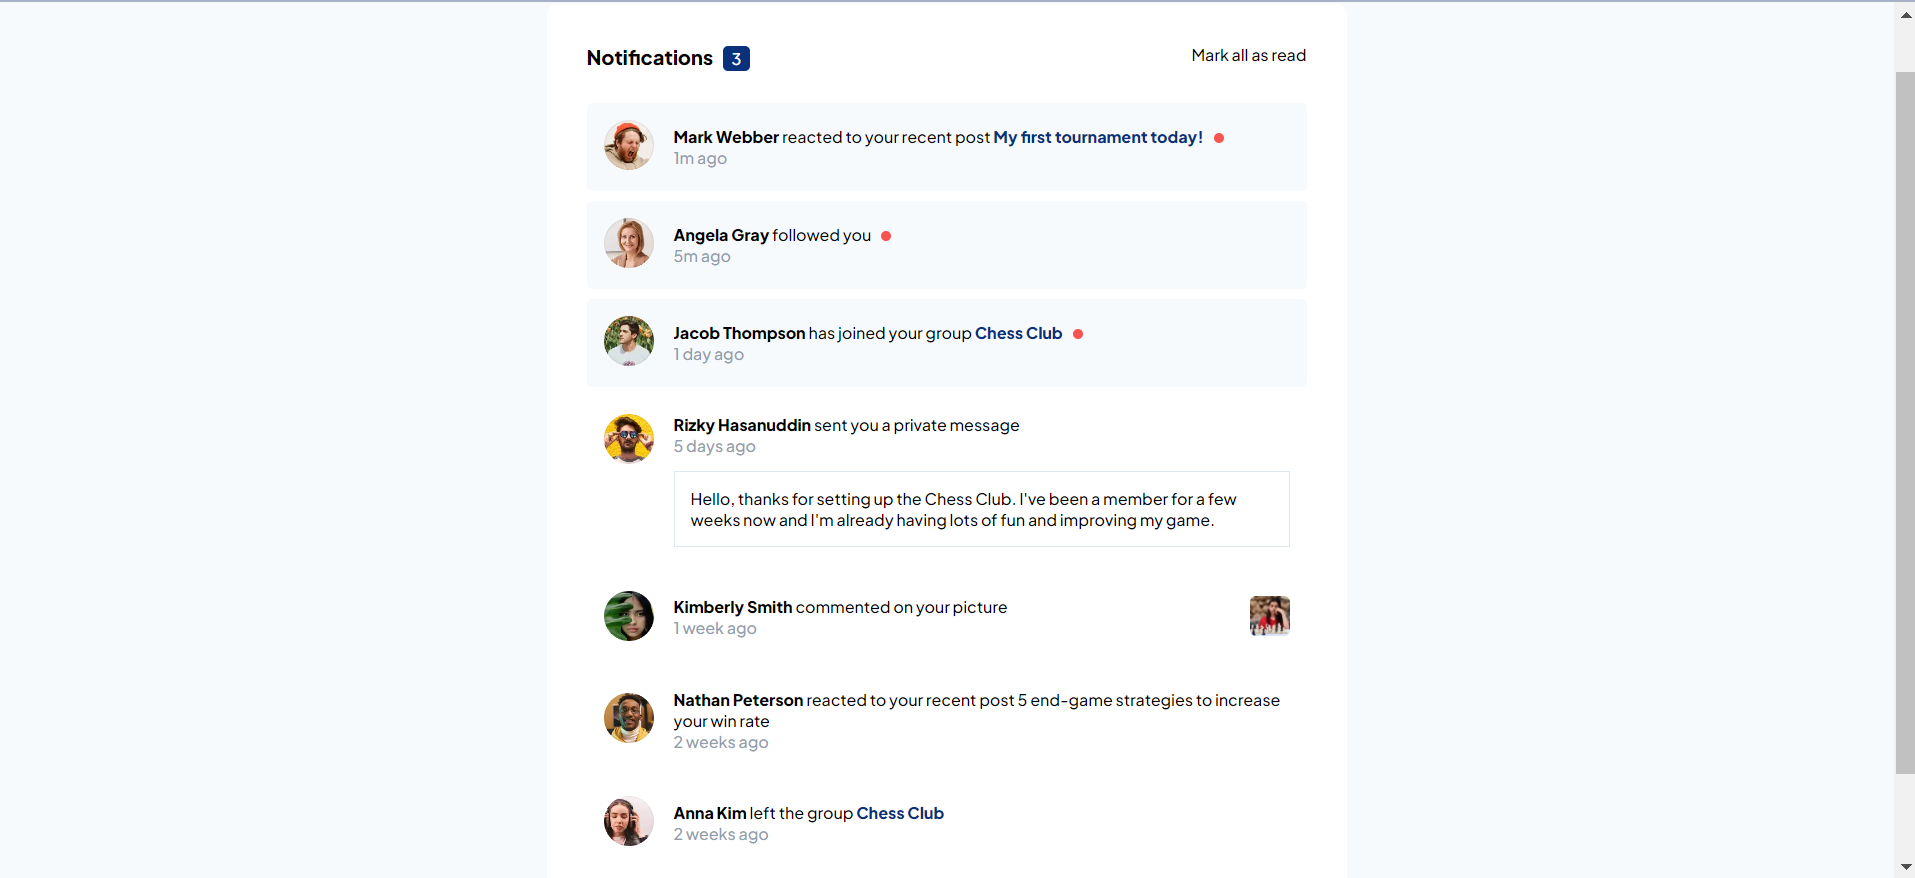 Notifications 3
Mark all as read
Mark Webber reacted to your recent post My first tournament today!
1m ago
Angela Gray followed you
5m ago
Jacob Thompson has joined your group Chess Club
1 day ago
Rizky Hasanuddin sent you a private message
5 days ago
Hello, thanks for setting up the Chess Club. I've been a member for a few
weeks now and I'm already having lots of fun and improving my game.
Kimberly Smith commented on your picture
1 week ago
Nathan Peterson reacted to your recent post 5 end-game strategies to increase
your win rate
2 weeks ago
Anna Kim left the group Chess Club
2 weeks ago